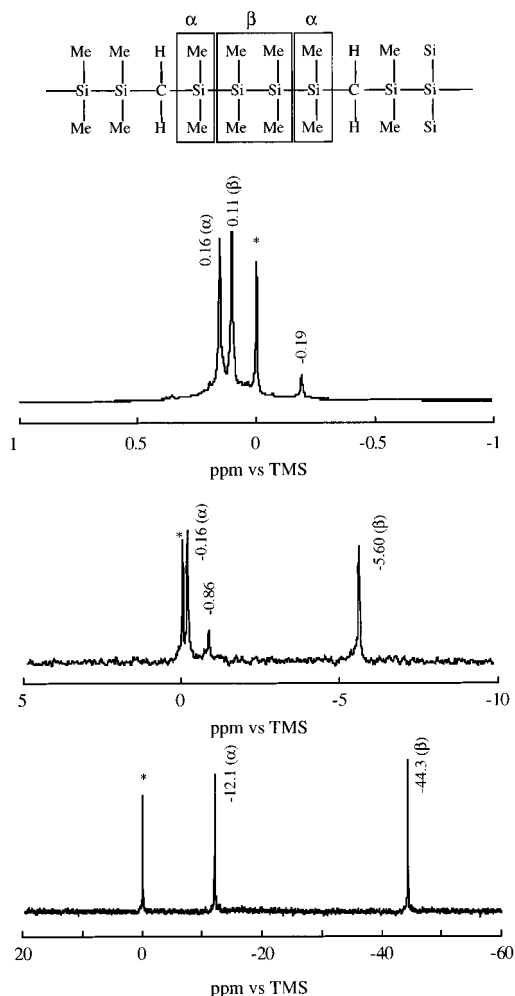 α β α
Me Me H Me Me Me Me H Me Si
Si Si C Si Si Si Si C Si Si
Me Me H Me Me Me Me H Me Si
0.16 (α)
0.11 (β)
*
-0.19
1 0.5 0 -0.5 -1
ppm vs TMS
*
-0.16 (α)
-0.86
-5.60 (β)
5 0 -5 -10
ppm vs TMS
*
-12.1 (α)
-44.3 (β)
20 0 -20 -40 -60
ppm vs TMS